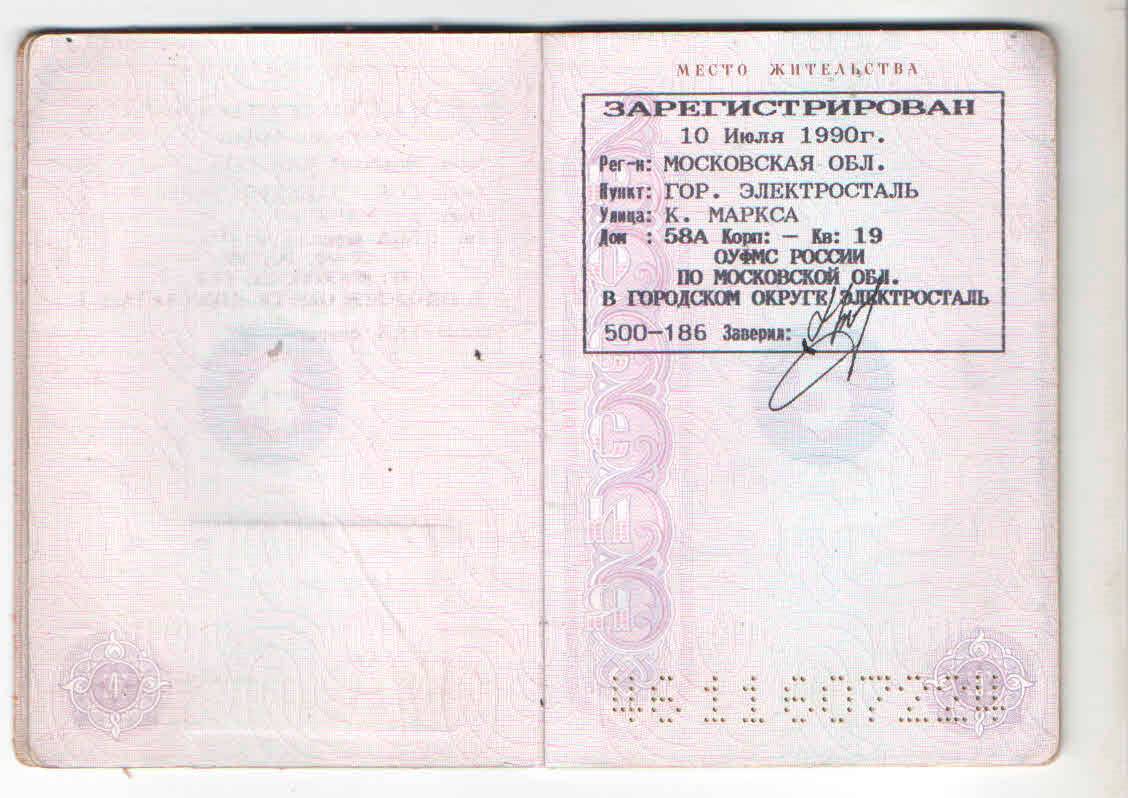 МЕСТО ЖИТЕЛЬСТВА
ЗАРЕГИСТРИРОВАН
10 Июля 1990г.
Рег-н: МОСКОВСКАЯ ОБЛ.
Пункт: ГОР. ЭЛЕКТРОСТАЛЬ
Улица: К. МАРКСА
Дом : 58А Корп: — Кв: 19
ОУФМС РОССИИ
ПО МОСКОВСКОЙ ОБЛ.
В ГОРОДСКОМ ОКРУГЕ ЭЛЕКТРОСТАЛЬ
500-186 Заверил:
4